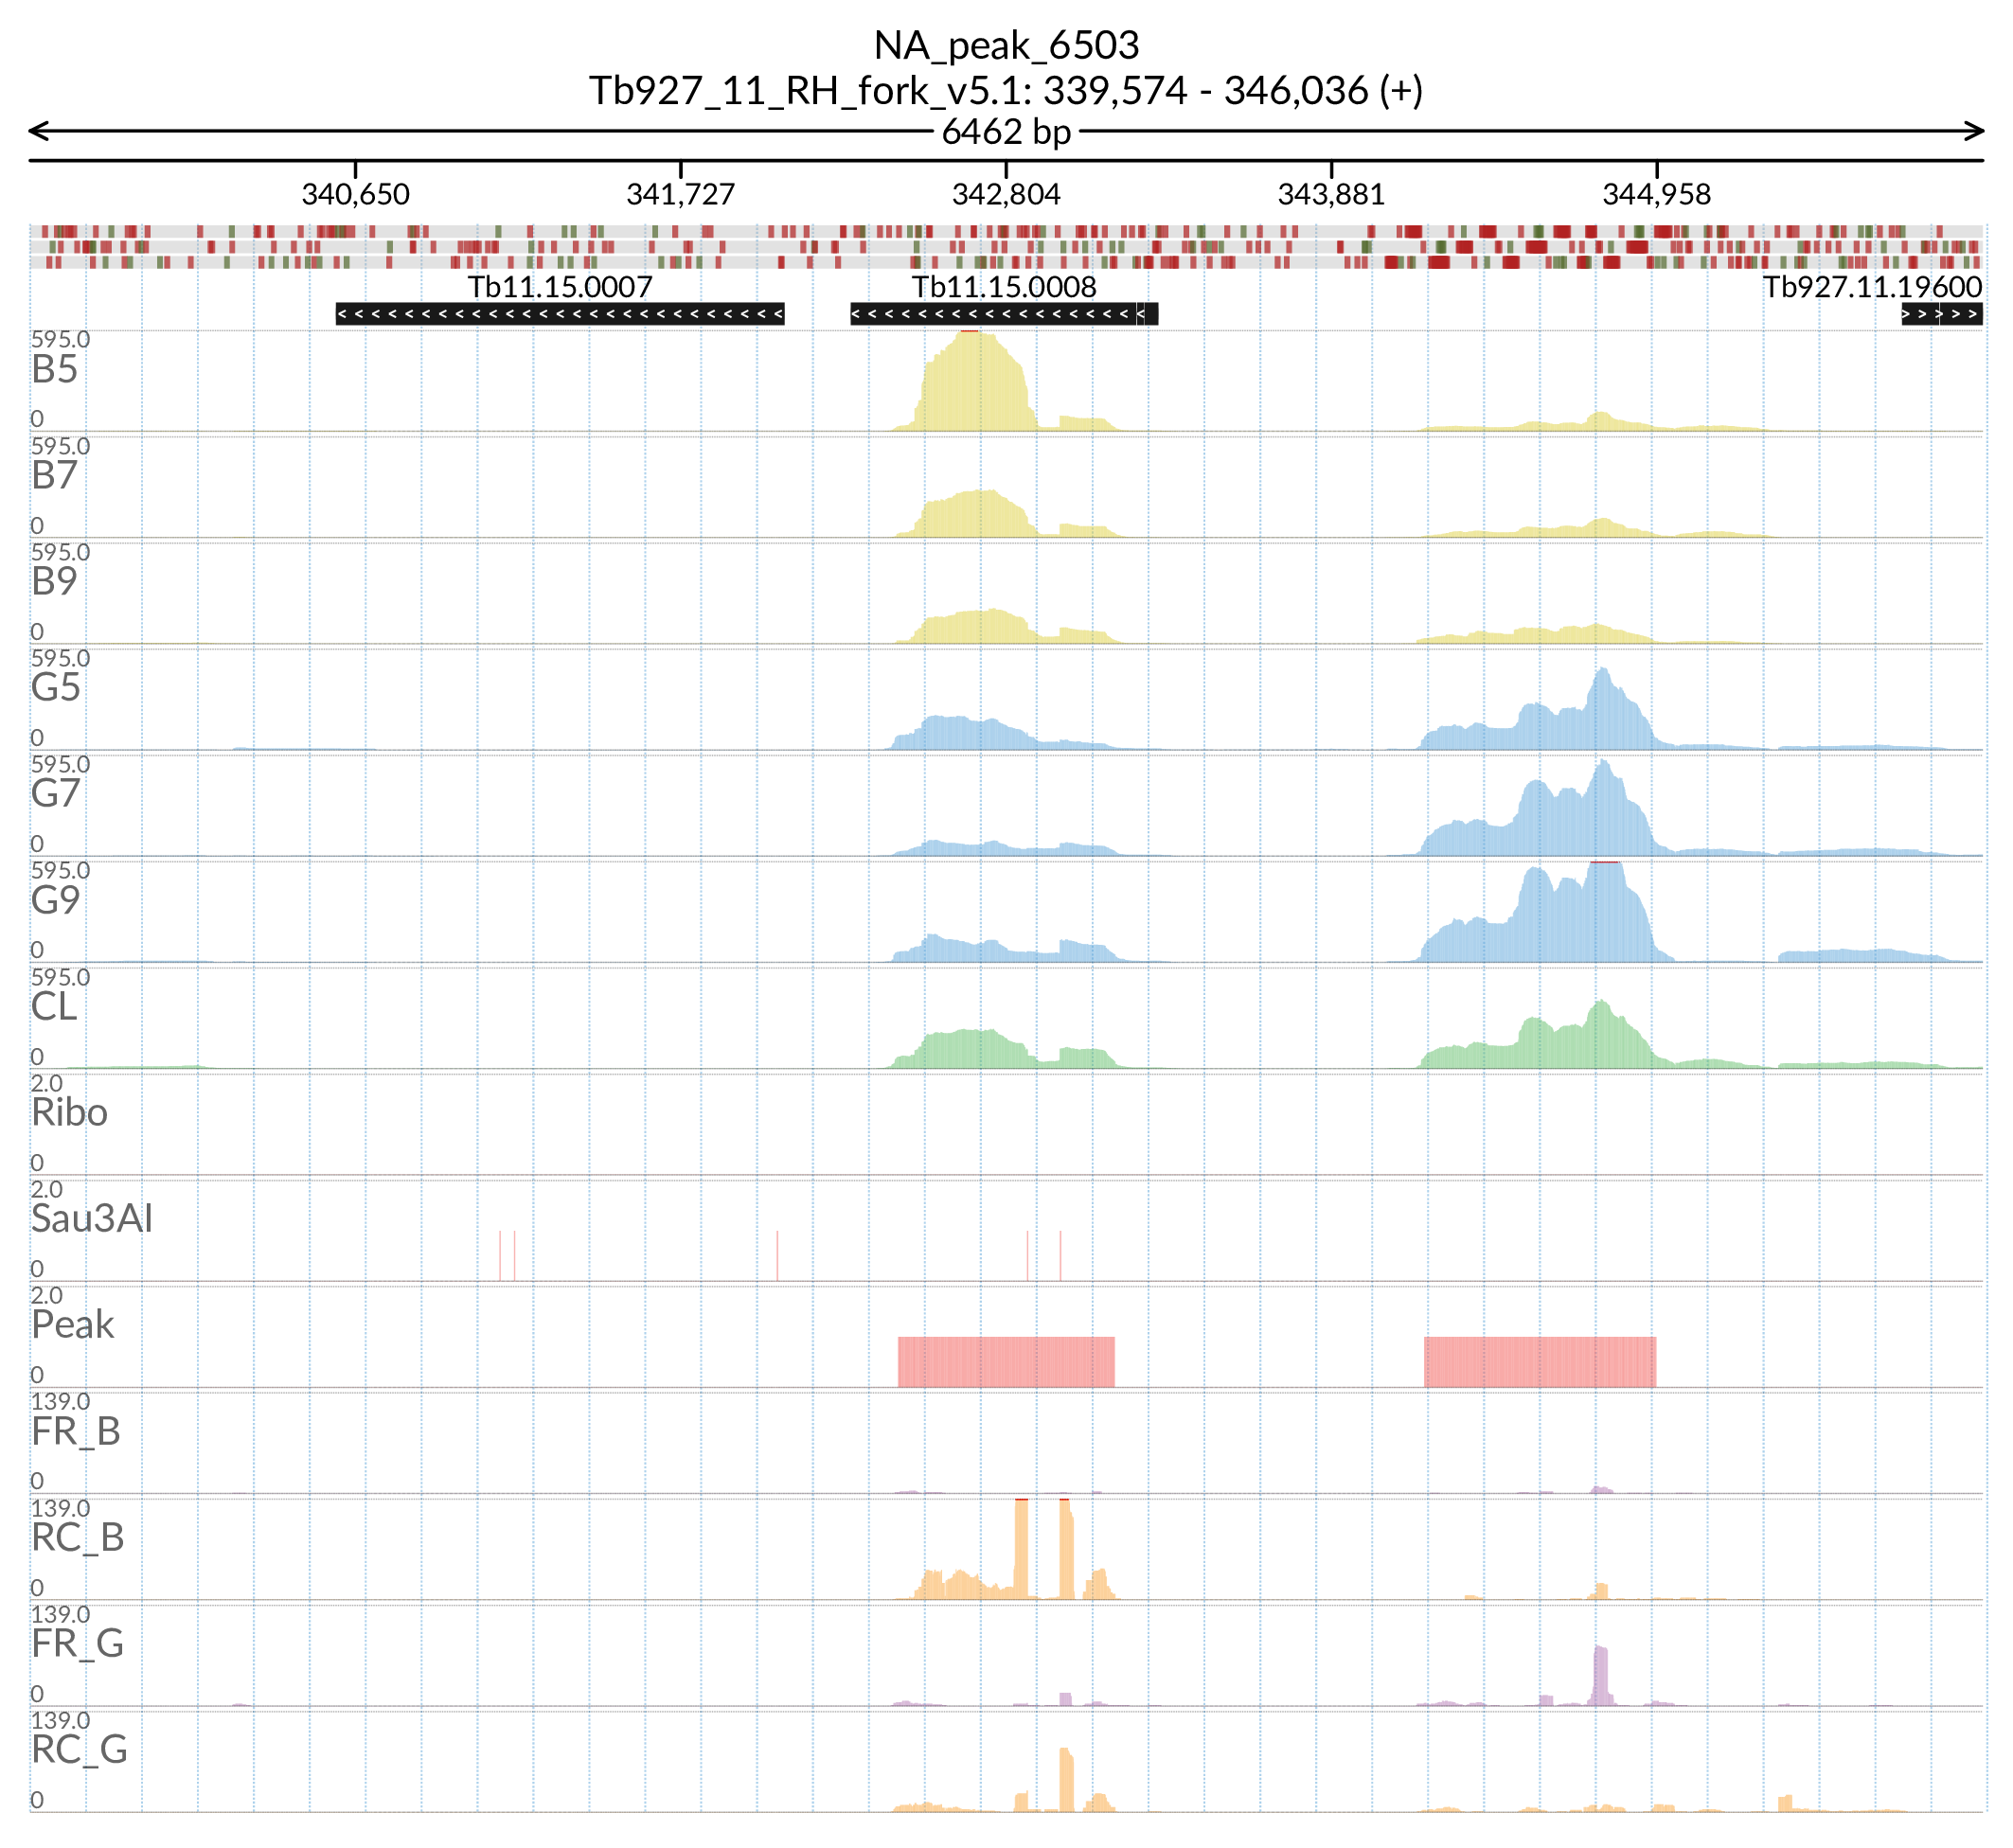 NA_peak_6503
Tb927_11_RH_fork_v5.1: 339,574 - 346,036 (+)
6462 bp
340,650 341,727 342,804 343,881 344,958
Tb11.15.0007 Tb11.15.0008 Tb927.11.19600
595.0
B5
0
595.0
B7
0
595.0
B9
0
595.0
G5
0
595.0
G7
0
595.0
G9
0
595.0
CL
0
2.0
Ribo
0
2.0
Sau3AI
0
2.0
Peak
0
139.0
FR_B
0
139.0
RC_B
0
139.0
FR_G
0
139.0
RC_G
0